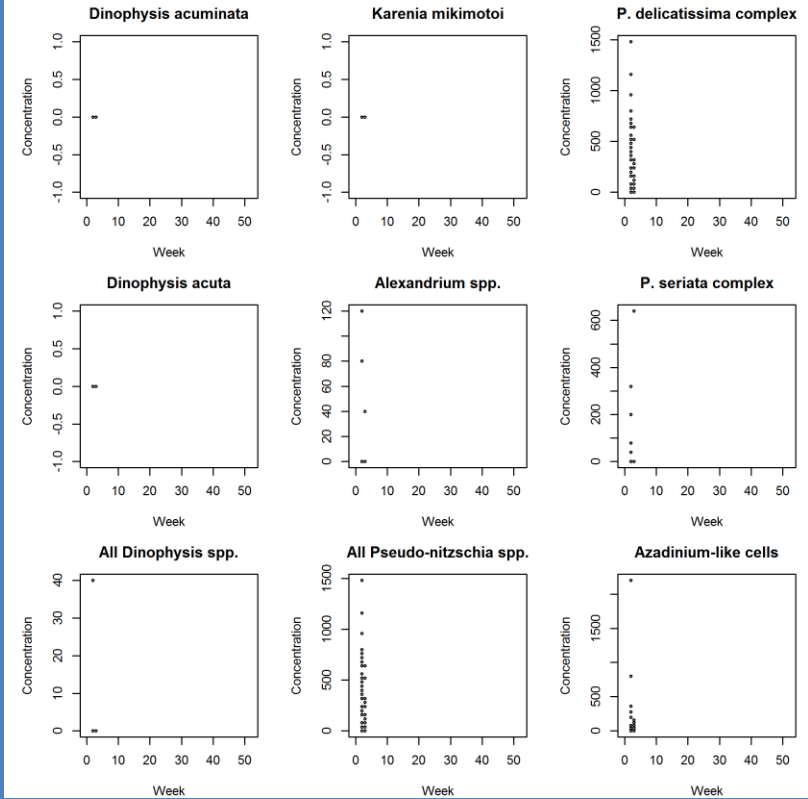 Dinophysis acuminata
Concentration
1.0
0.5
0.0
-0.5
-1.0
0 10 20 30 40 50
Week
Karenia mikimotoi
Concentration
1.0
0.5
0.0
-0.5
-1.0
0 10 20 30 40 50
Week
P. delicatissima complex
Concentration
1500
1000
500
0
0 10 20 30 40 50
Week
Dinophysis acuta
Concentration
1.0
0.5
0.0
-0.5
-1.0
0 10 20 30 40 50
Week
Alexandrium spp.
Concentration
120
80
60
40
20
0
0 10 20 30 40 50
Week
P. seriata complex
Concentration
600
400
200
0
0 10 20 30 40 50
Week
All Dinophysis spp.
Concentration
40
30
20
10
0
0 10 20 30 40 50
Week
All Pseudo-nitzschia spp.
Concentration
1500
1000
500
0
0 10 20 30 40 50
Week
Azadinium-like cells
Concentration
1500
500
0
0 10 20 30 40 50
Week